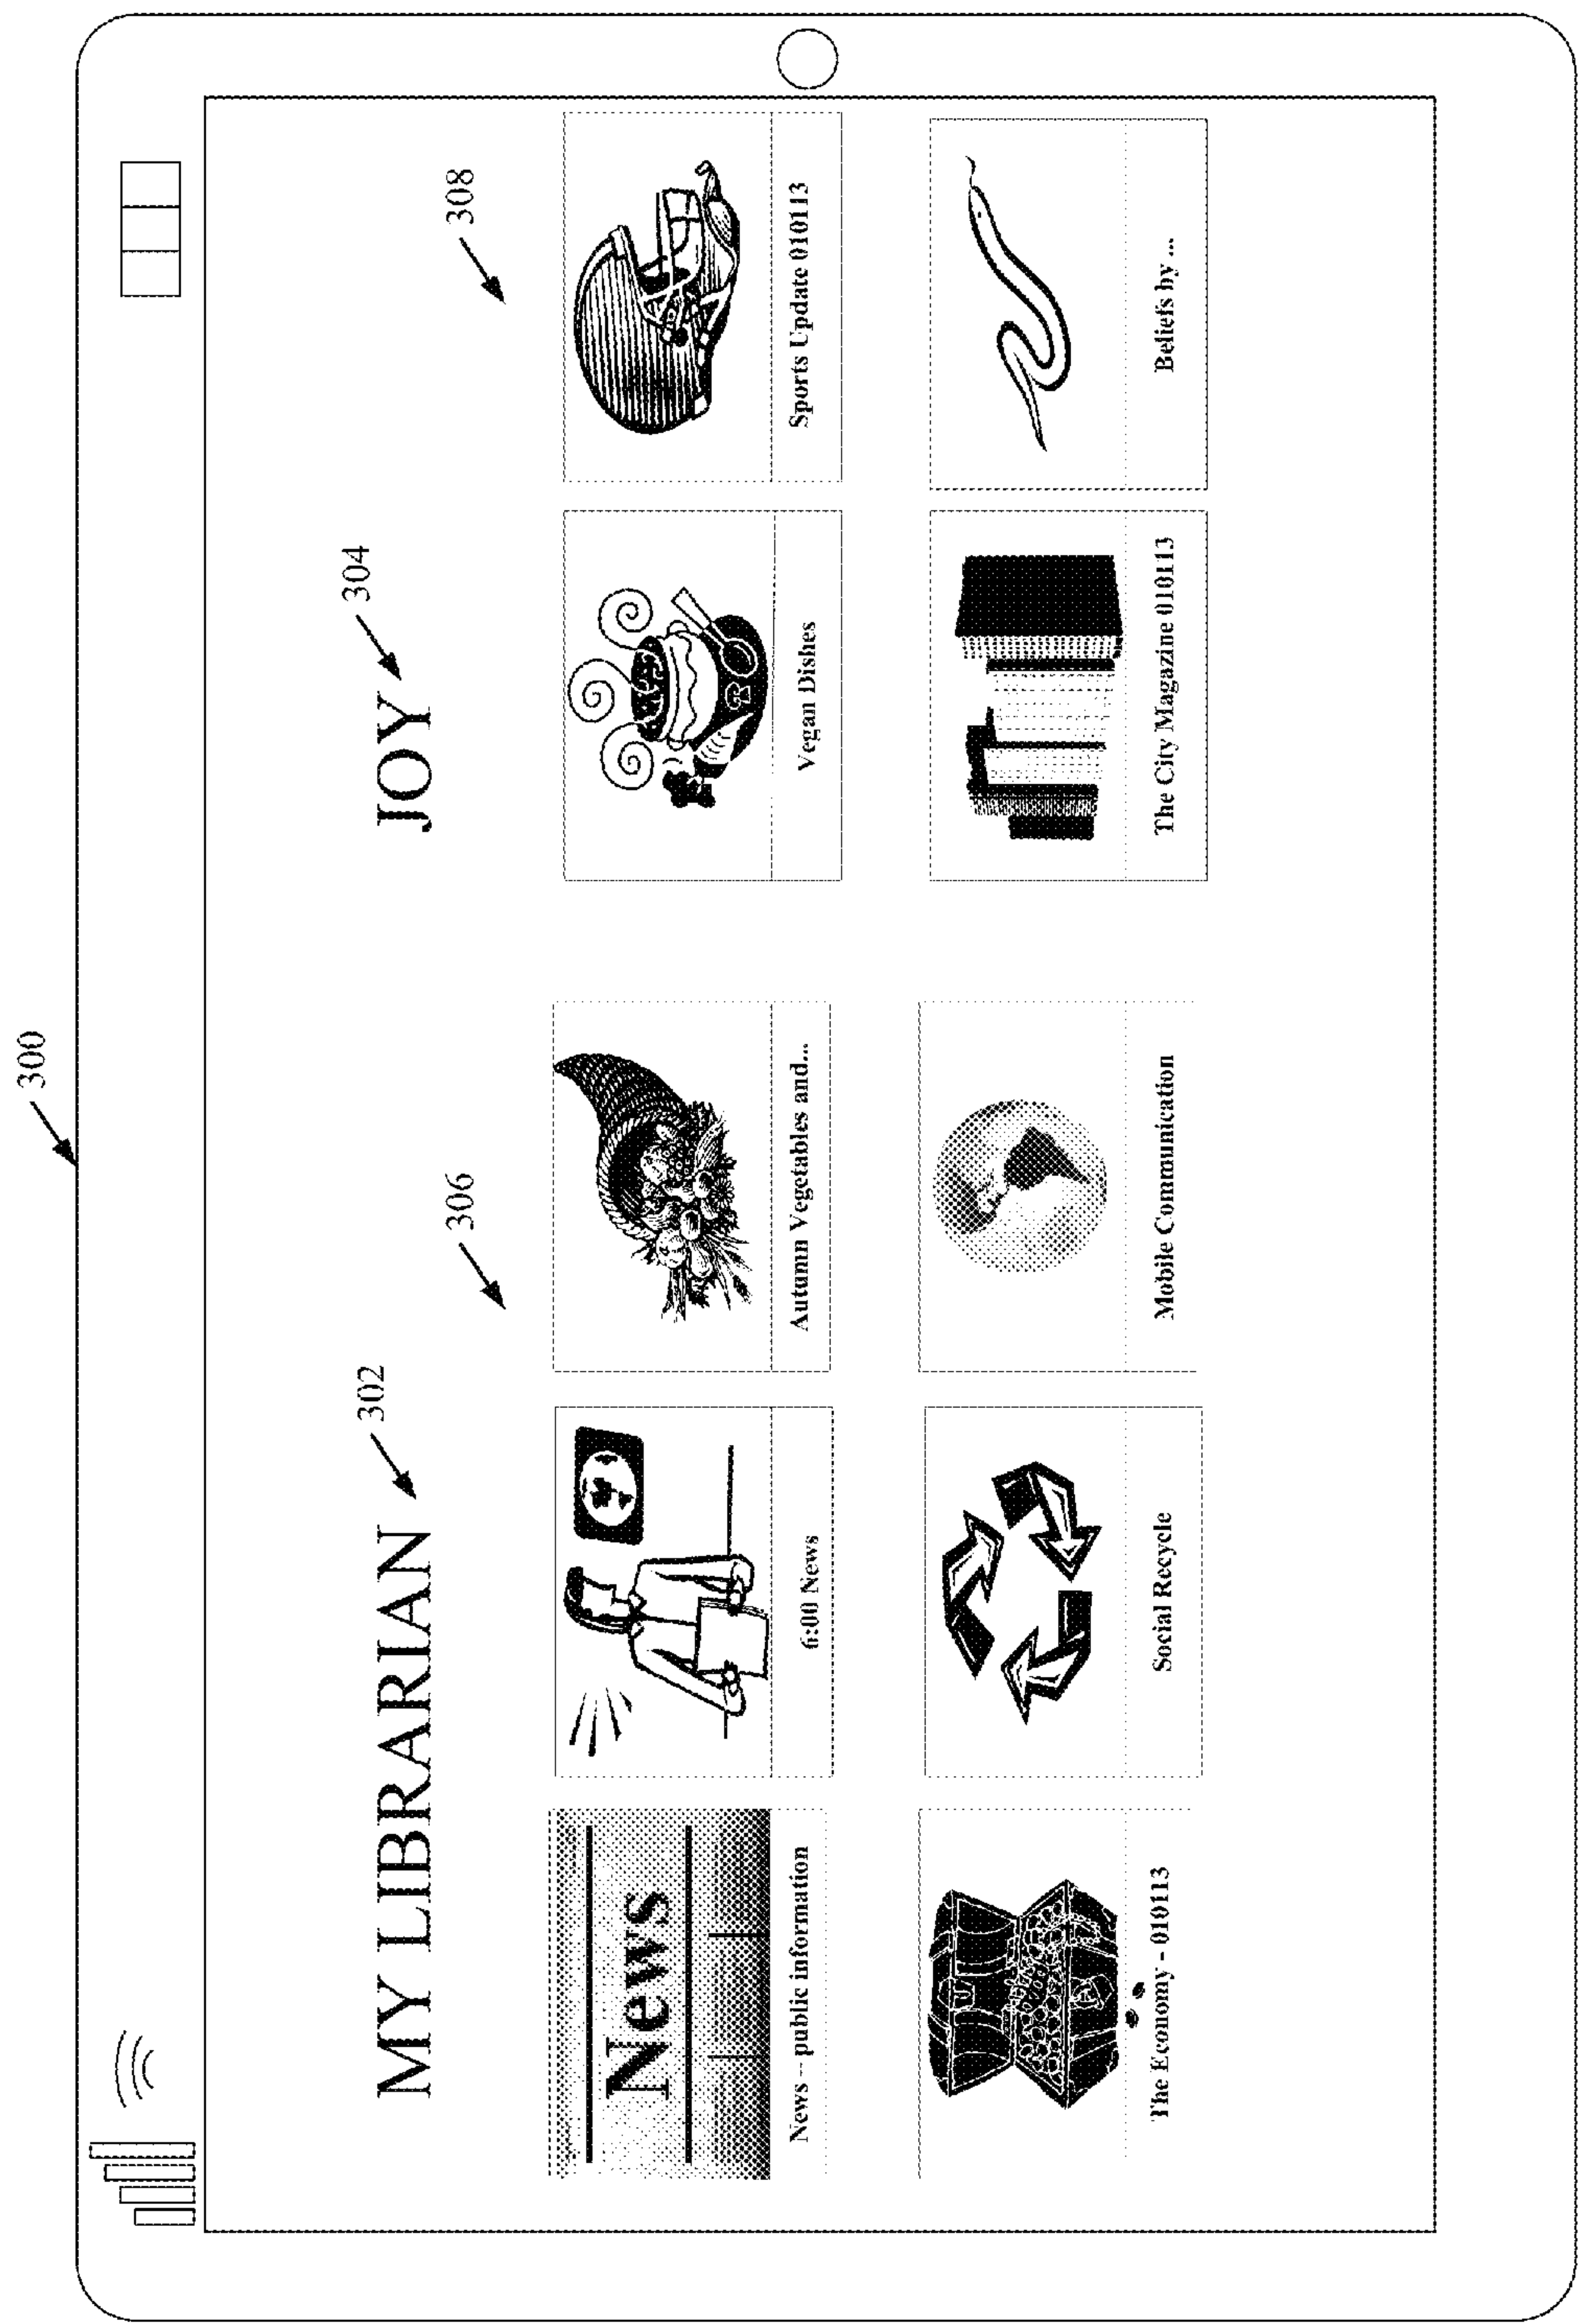 300
302
304
MY LIBRARIAN
JOY
306
308
News
News – public information
6:00 News
Autumn Vegetables and...
Vegan Dishes
Sports Update 010113
The Economy - 010113
Social Recycle
Mobile Communication
The City Magazine 010113
Beliefs by ...